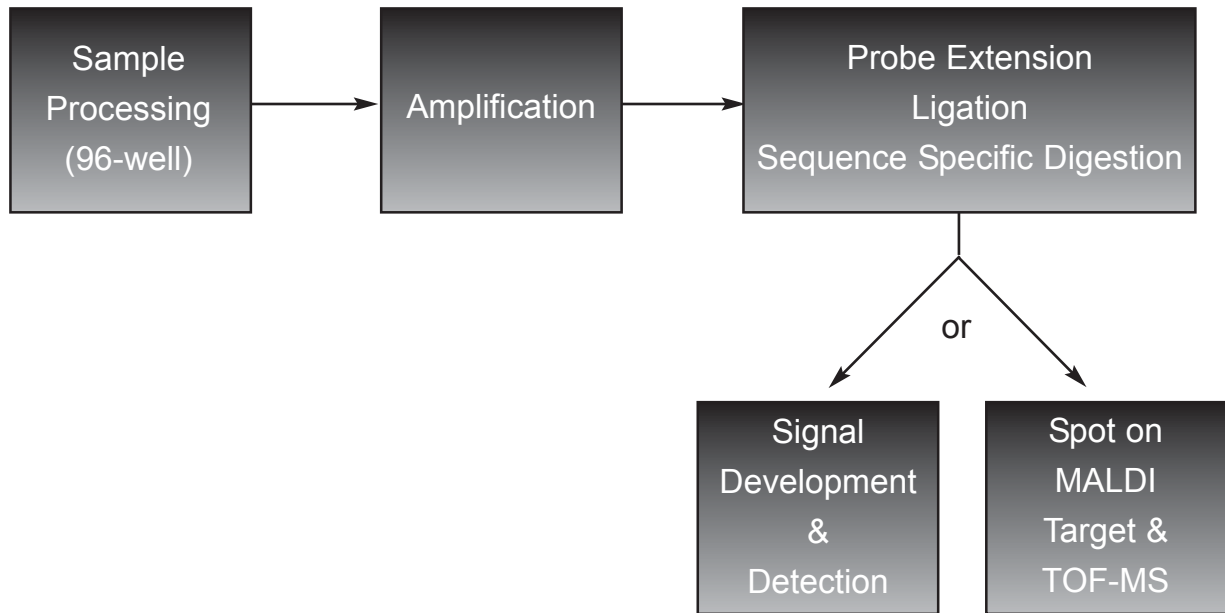 Sample
Processing
(96-well)
Amplification
Probe Extension
Ligation
Sequence Specific Digestion
or
Signal
Development
&
Detection
Spot on
MALDI
Target &
TOF-MS